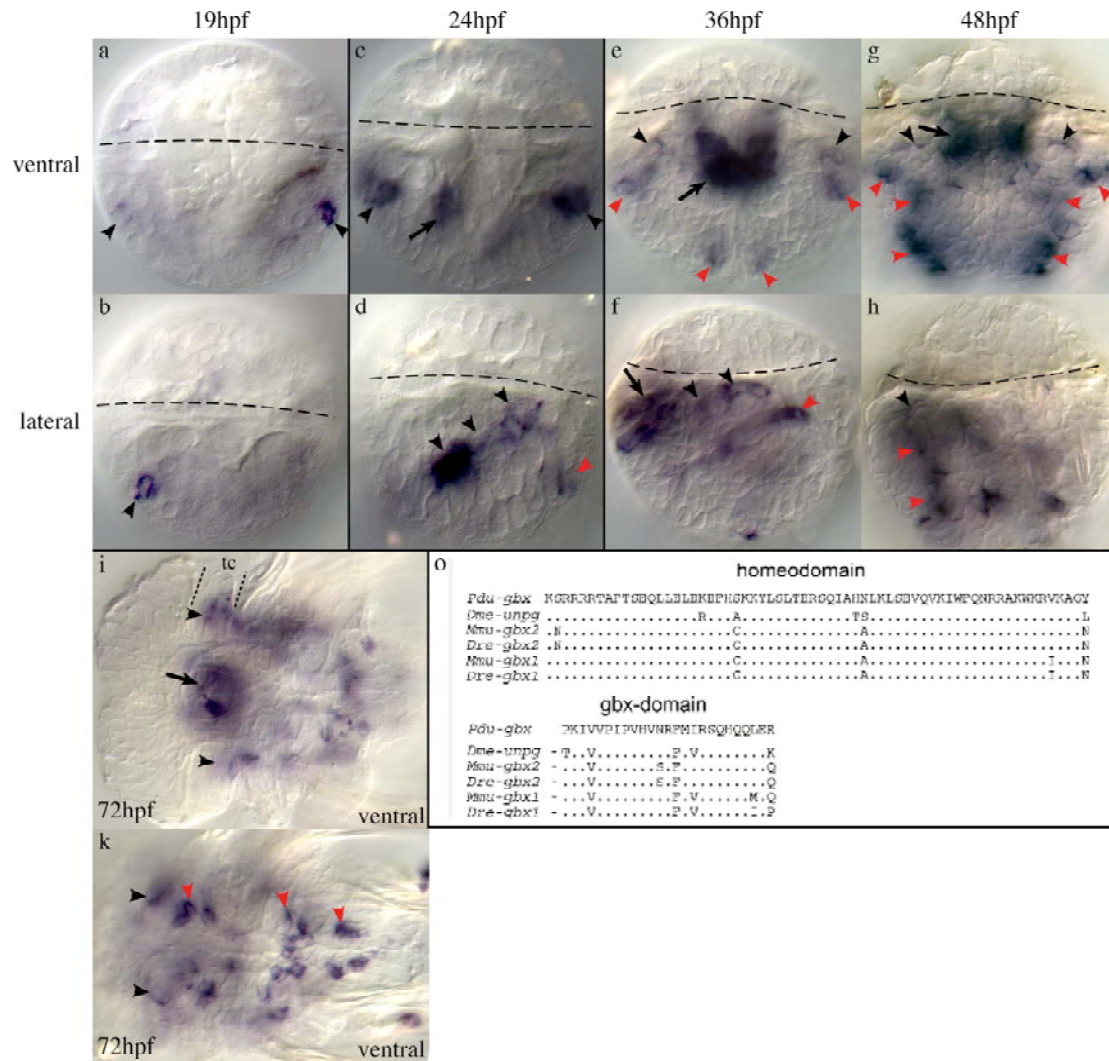 19hpf 24hpf 36hpf 48hpf
ventral
a c e g
lateral
b d f h
i tc
72hpf ventral
k
72hpf ventral
o
homeodomain
Pdu-gbx KSRRRRTAFTSEQLLELEKEFHSKKYLSLTERSQIAHNLKLSEVQVKIWFQNRRAKWKRVKAGY
Dme-unpg ..................R...A.............TS.........................L
Mmu-gbx2 .N....................C..............A.........................N
Dre-gbx2 .N....................C..............A.........................N
Mmu-gbx1 ......................C..............A.....................I...N
Dre-gbx1 ......................C..............A.....................I...N
gbx-domain
Pdu-gbx PKIVVPIPVHVNRFMIRSQHQQLER
Dme-unpg -T..V.........F.V........K
Mmu-gbx2 -...V.......S.F..........Q
Dre-gbx2 -...V.......S.F..........Q
Mmu-gbx1 -...V.........F.V......M.Q
Dre-gbx1 -...V.........F.V......I.P